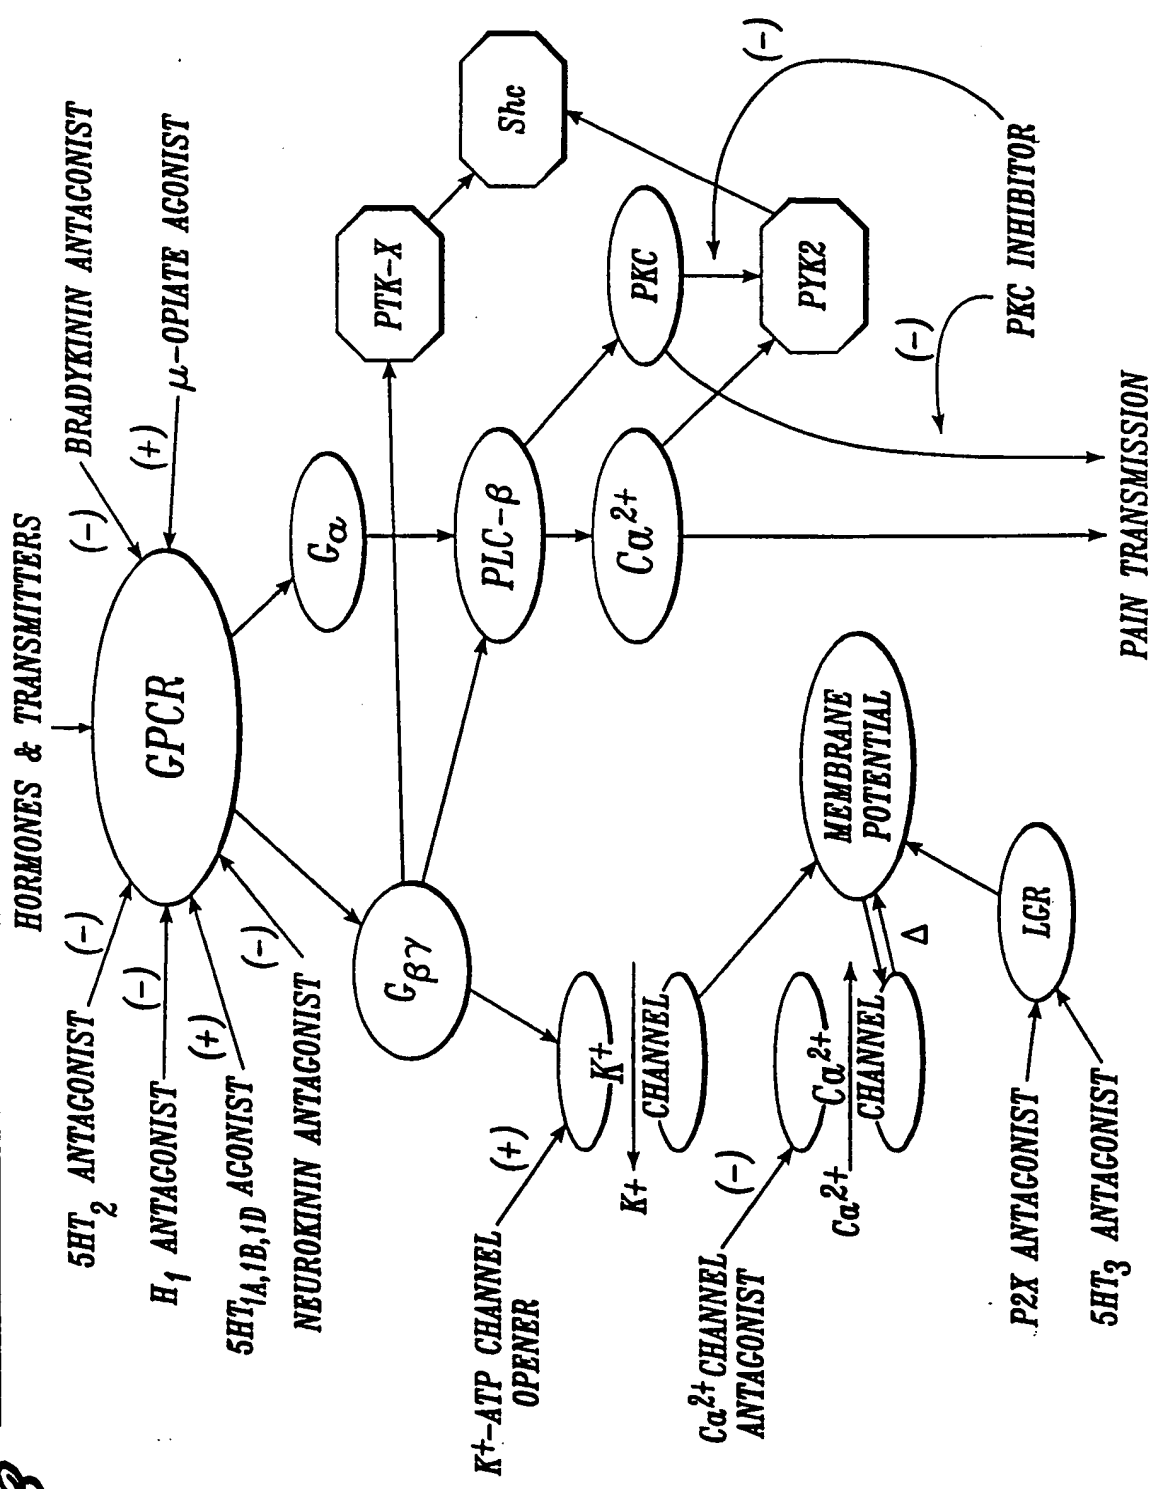 HORMONES & TRANSMITTERS
5HT2 ANTAGONIST
(-)
H1 ANTAGONIST
(-)
5HT1A,1B,1D AGONIST
(+)
NEUROKININ ANTAGONIST
(-)
GPCR
(-)
BRADYKININ ANTAGONIST
(+)
μ-OPIATE AGONIST
Gα
Gβγ
PTK-X
Shc
PLC-β
PKC
(-)
Ca2+
PYK2
K+-ATP CHANNEL
OPENER
(+)
K+
CHANNEL
K+
Ca2+ CHANNEL
ANTAGONIST
(-)
Ca2+
CHANNEL
Ca2+
MEMBRANE
POTENTIAL
Δ
LGR
P2X ANTAGONIST
5HT3 ANTAGONIST
(-)
PKC INHIBITOR
PAIN TRANSMISSION